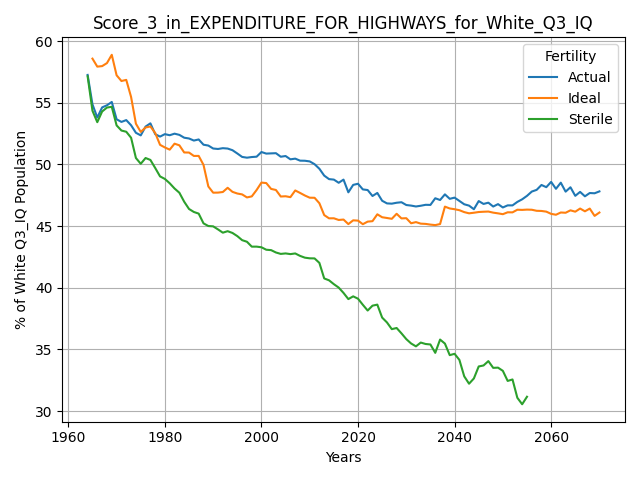 Score_3_in_EXPENDITURE_FOR_HIGHWAYS_for_White_Q3_IQ
60
55
50
45
40
35
30
% of White Q3_IQ Population
Fertility
Actual
Ideal
Sterile
1960
1980
2000
2020
2040
2060
Years